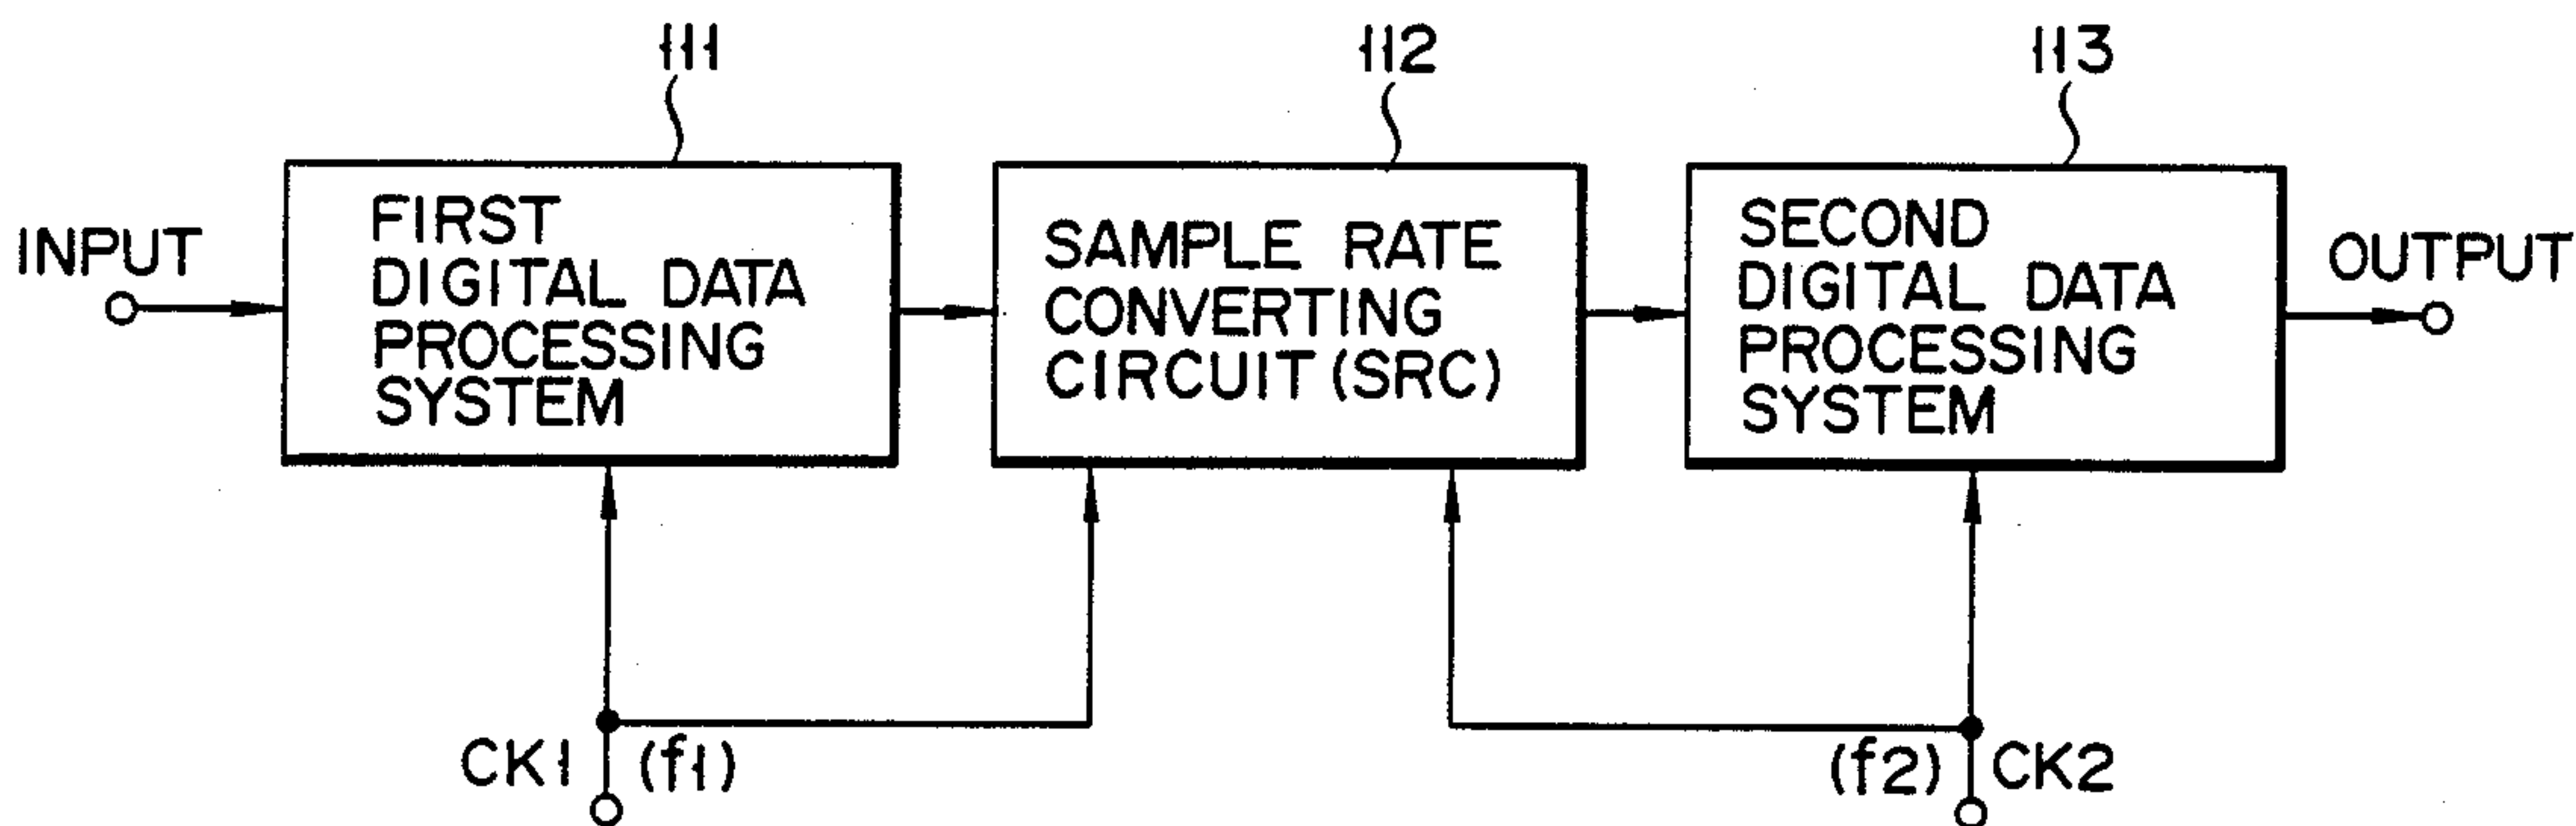 111
112
113
INPUT
FIRST
DIGITAL DATA
PROCESSING
SYSTEM
SAMPLE RATE
CONVERTING
CIRCUIT (SRC)
SECOND
DIGITAL DATA
PROCESSING
SYSTEM
OUTPUT
CK1 (f1)
(f2) CK2